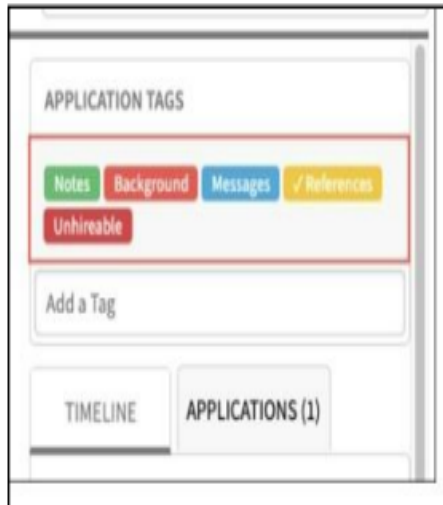 APPLICATION TAGS
Notes Background Messages ✓References
Unhireable
Add a Tag
TIMELINE APPLICATIONS (1)